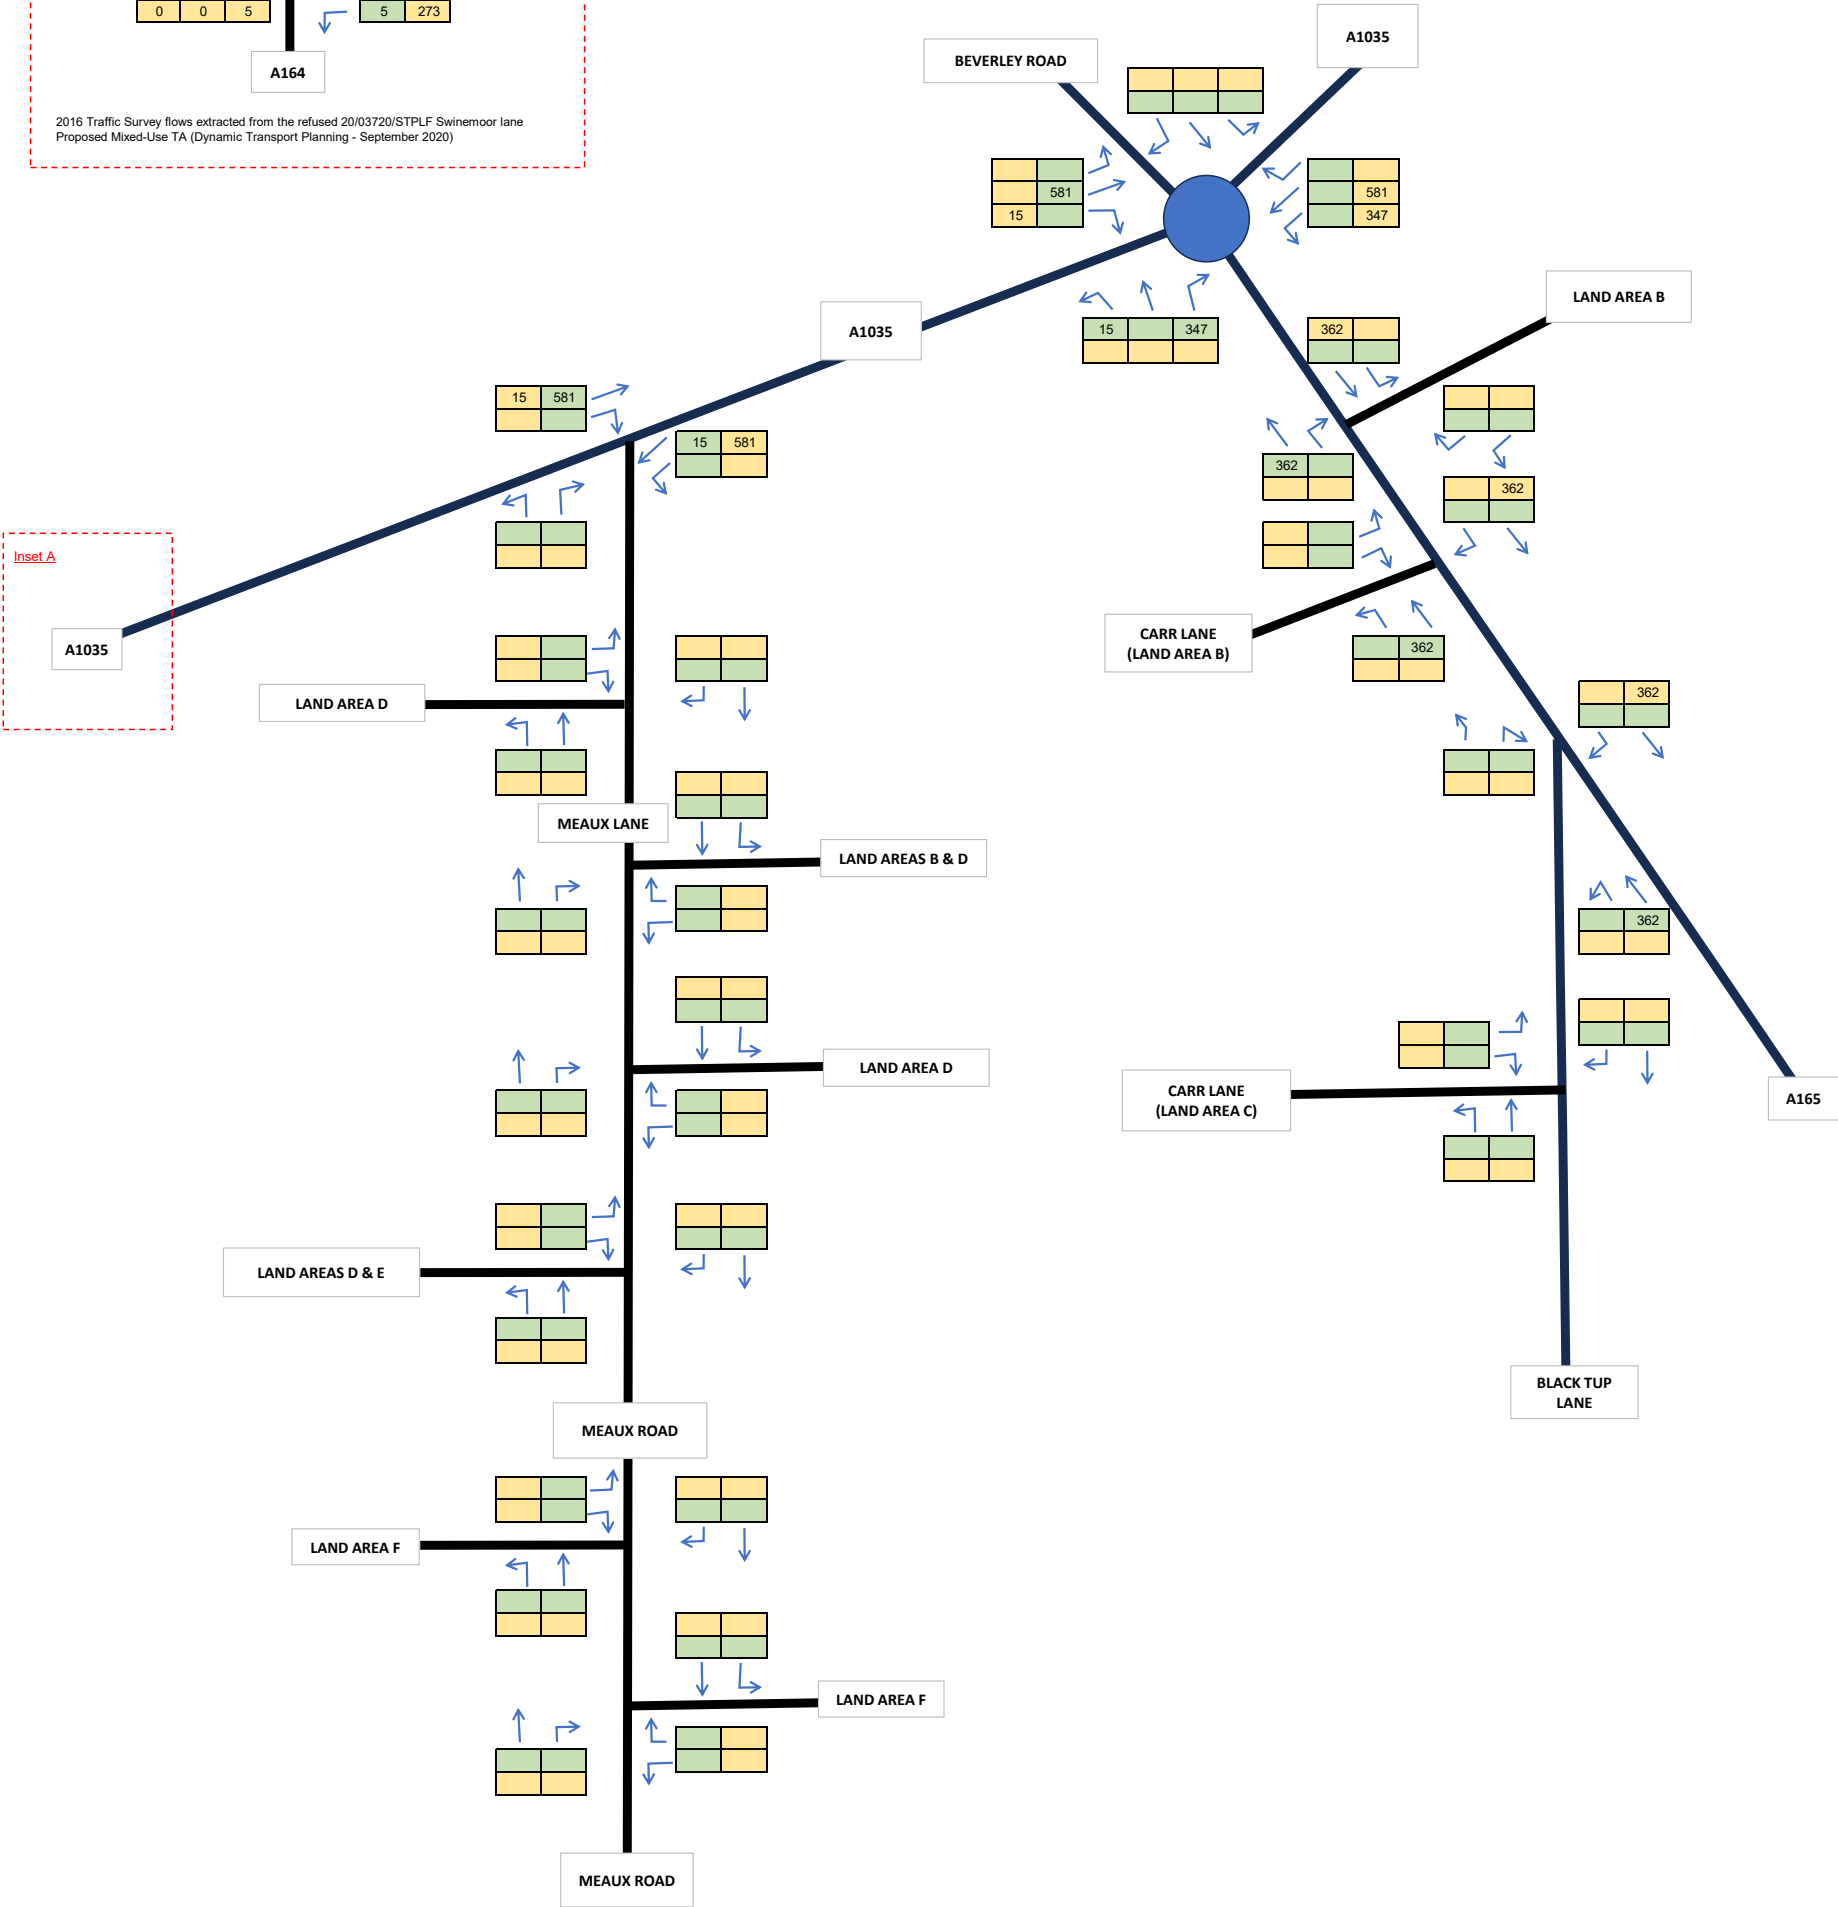 0 0 5
5 273
A164
2016 Traffic Survey flows extracted from the refused 20/03720/STPLF Swinemoor lane
Proposed Mixed-Use TA (Dynamic Transport Planning - September 2020)
A1035
BEVERLEY ROAD
581
15
581
347
LAND AREA B
15 347
362
A1035
15 581
15 581
362
362
Inset A
CARR LANE
(LAND AREA B)
362
A1035
362
LAND AREA D
MEAUX LANE
LAND AREAS B & D
362
LAND AREA D
CARR LANE
(LAND AREA C)
A165
LAND AREAS D & E
BLACK TUP
LANE
MEAUX ROAD
LAND AREA F
LAND AREA F
MEAUX ROAD